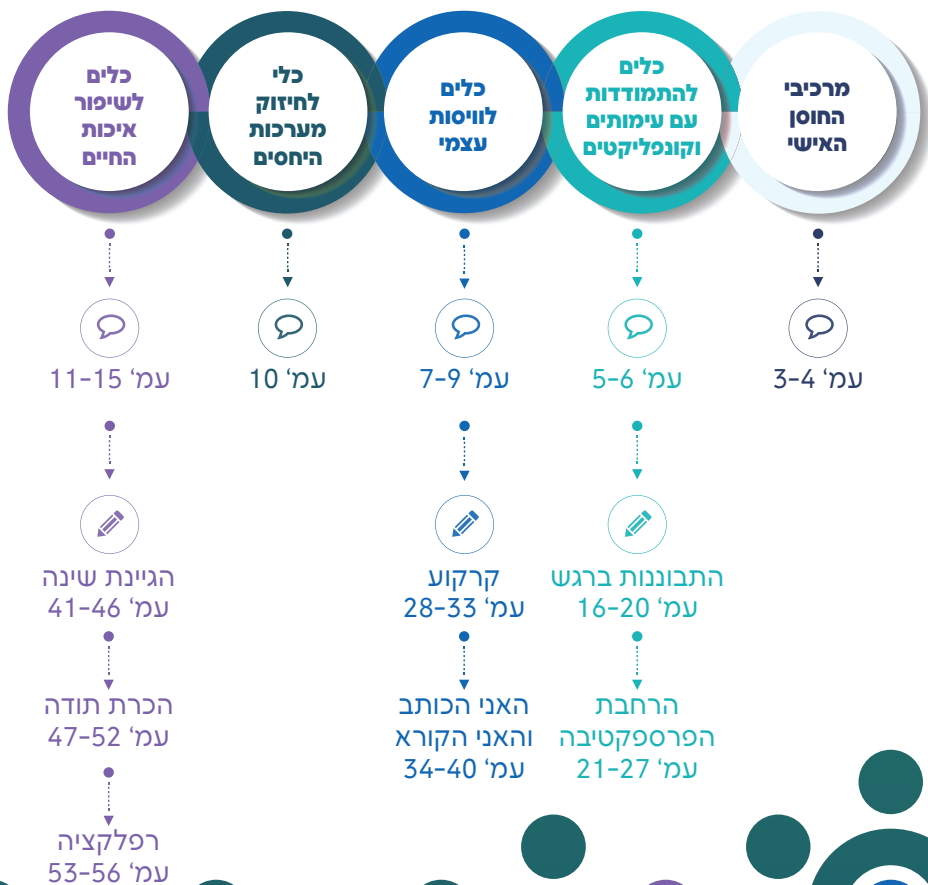 מרכיבי
החוסן
האישי
כלים
להתמודדות
עם עימותים
וקונפליקטים
כלים
לוויסות
עצמי
כלי
לחיזוק
מערכות
היחסים
כלים
לשיפור
איכות
החיים
עמ' 3-4
עמ' 5-6
עמ' 7-9
עמ' 10
עמ' 11-15
התבוננות ברגש
עמ' 16-20
קרקוע
עמ' 28-33
הגיינת שינה
עמ' 41-46
הרחבת
הפרספקטיבה
עמ' 21-27
האני הכותב
והאני הקורא
עמ' 34-40
הכרת תודה
עמ' 47-52
רפלקציה
עמ' 53-56